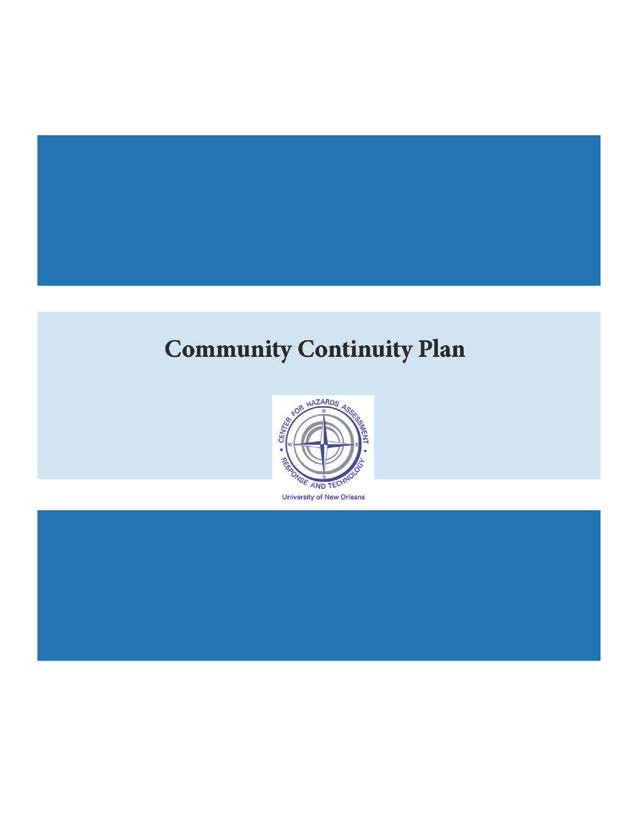 Community Continuity Plan
CENTER FOR HAZARDS ASSESSMENT
RESPONSE AND TECHNOLOGY
N
W
E
S
University of New Orleans